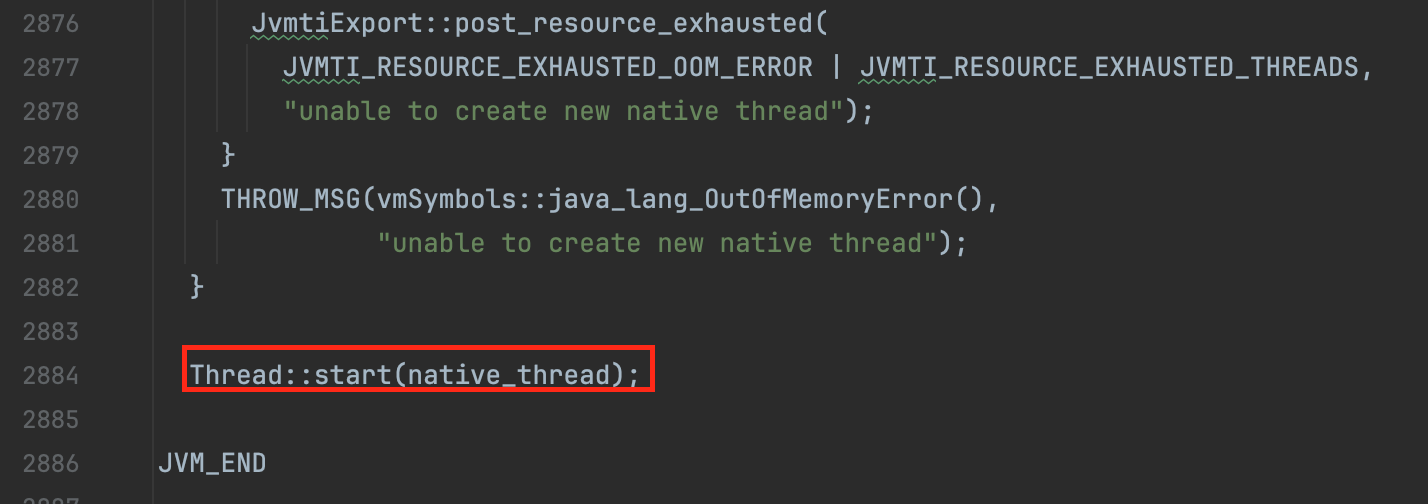 2876 JvmtiExport::post_resource_exhausted(
2877 JVMTI_RESOURCE_EXHAUSTED_OOM_ERROR | JVMTI_RESOURCE_EXHAUSTED_THREADS,
2878 "unable to create new native thread");
2879 }
2880 THROW_MSG(vmSymbols::java_lang_OutOfMemoryError(),
2881 "unable to create new native thread");
2882 }
2883
2884 Thread::start(native_thread);
2885
2886 JVM_END
2887